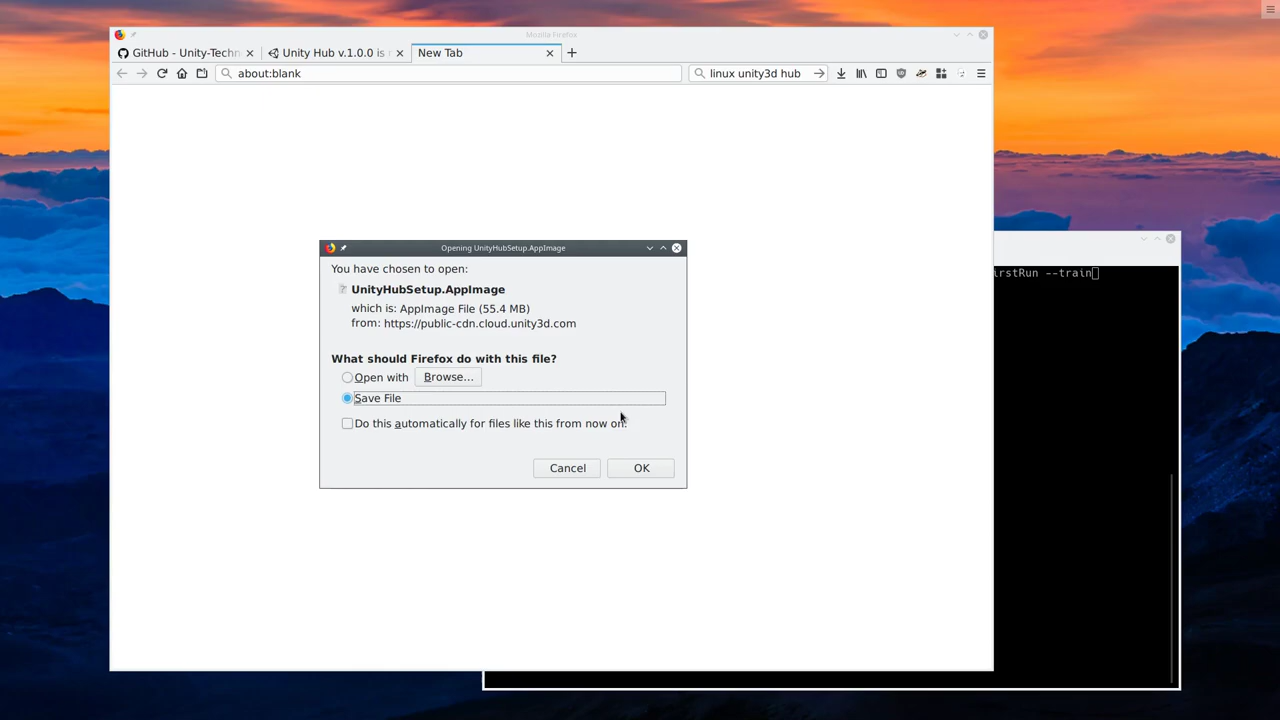 Mozilla Firefox
GitHub - Unity-Techn
Unity Hub v.1.0.0 is
New Tab
about:blank
linux unity3d hub
irstRun --train
Opening UnityHubSetup.AppImage
You have chosen to open:
UnityHubSetup.AppImage
which is: AppImage File (55.4 MB)
from: https://public-cdn.cloud.unity3d.com
What should Firefox do with this file?
Open with
Browse...
Save File
Do this automatically for files like this from now on.
Cancel
OK